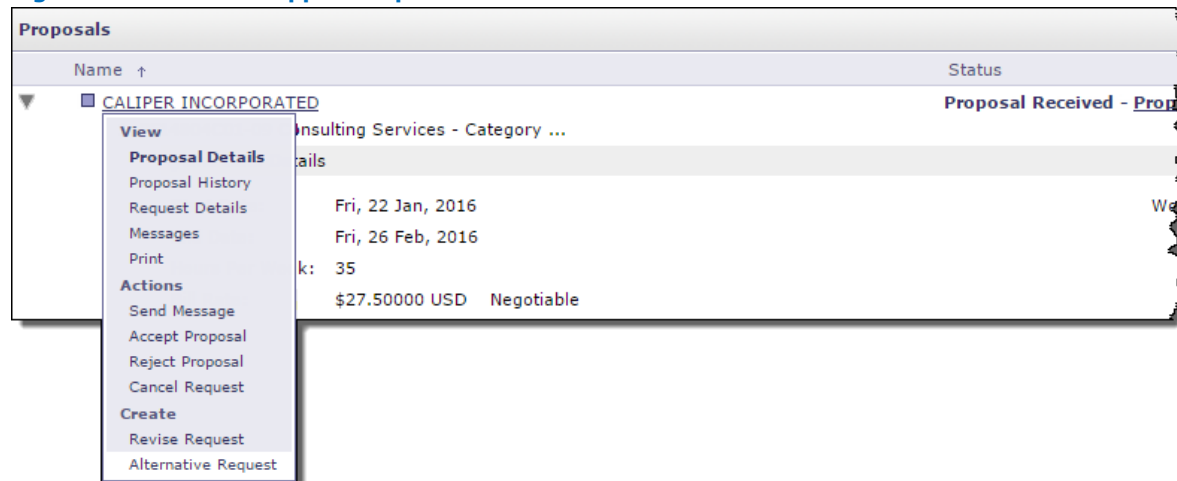 Proposals
Name ↑ Status
CALIPER INCORPORATED Proposal Received -
View
Consulting Services - Category ...
Proposal Details
Proposal History
Request Details
Fri, 22 Jan, 2016
Messages
Fri, 26 Feb, 2016
Print
k: 35
Actions
$27.50000 USD Negotiable
Send Message
Accept Proposal
Reject Proposal
Cancel Request
Create
Revise Request
Alternative Request